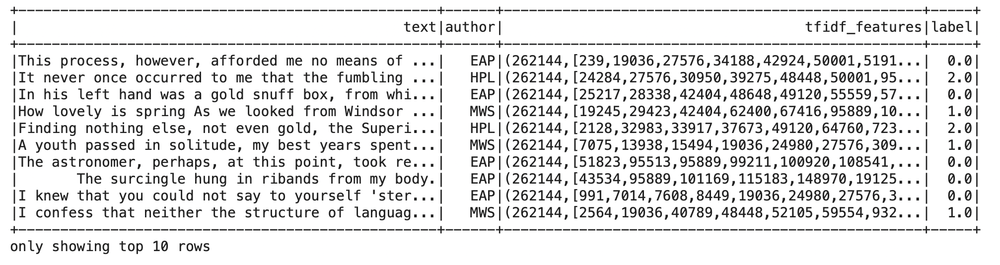 +--------------------------------------------------+------+--------------------------------------------------+-----+
|                                              text|author|                                    tfidf_features|label|
+--------------------------------------------------+------+--------------------------------------------------+-----+
|This process, however, afforded me no means of ...|   EAP|(262144,[239,19036,27576,34188,42924,50001,5191...|  0.0|
|It never once occurred to me that the fumbling ...|   HPL|(262144,[24284,27576,30950,39275,48448,50001,95...|  2.0|
|In his left hand was a gold snuff box, from whi...|   EAP|(262144,[25217,28338,42404,48648,49120,55559,57...|  0.0|
|How lovely is spring As we looked from Windsor ...|   MWS|(262144,[19245,29423,42404,62400,67416,95889,10...|  1.0|
|Finding nothing else, not even gold, the Superi...|   HPL|(262144,[2128,32983,33917,37673,49120,64760,723...|  2.0|
|A youth passed in solitude, my best years spent...|   MWS|(262144,[7075,13938,15494,19036,24980,27576,309...|  1.0|
|The astronomer, perhaps, at this point, took re...|   EAP|(262144,[51823,95513,95889,99211,100920,108541,...|  0.0|
|       The surcingle hung in ribands from my body.|   EAP|(262144,[43534,95889,101169,115183,148970,19125...|  0.0|
|I knew that you could not say to yourself 'ster...|   EAP|(262144,[991,7014,7608,8449,19036,24980,27576,3...|  0.0|
|I confess that neither the structure of languag...|   MWS|(262144,[2564,19036,40789,48448,52105,59554,932...|  1.0|
+--------------------------------------------------+------+--------------------------------------------------+-----+
only showing top 10 rows